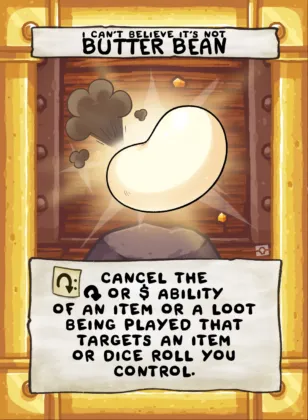 I CAN'T BELIEVE IT'S NOT
BUTTER BEAN
: CANCEL THE
OR $ ABILITY
OF AN ITEM OR A LOOT
BEING PLAYED THAT
TARGETS AN ITEM
OR DICE ROLL YOU
CONTROL.